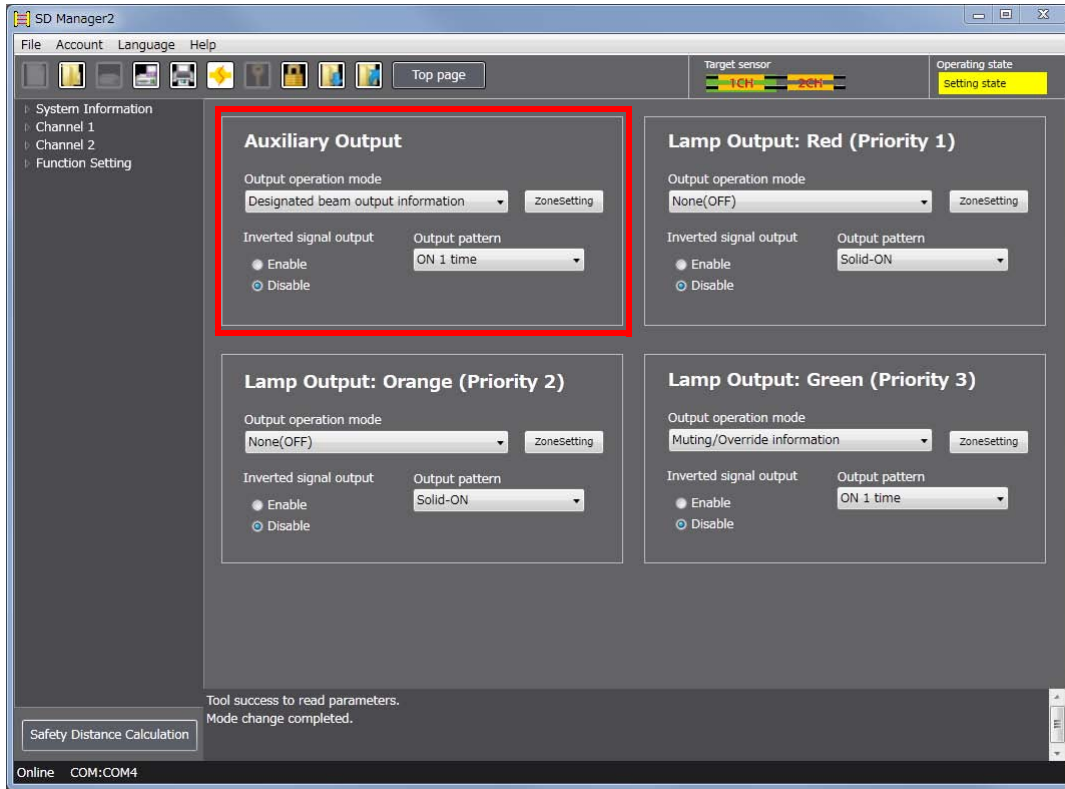 SD Manager2
File Account Language Help
Top page
Target sensor
1CH 2CH
Operating state
Setting state
System Information
Channel 1
Channel 2
Function Setting
Auxiliary Output
Output operation mode
Designated beam output information
ZoneSetting
Inverted signal output
Output pattern
Enable
ON 1 time
Disable
Lamp Output: Red (Priority 1)
Output operation mode
None(OFF)
ZoneSetting
Inverted signal output
Output pattern
Enable
Solid-ON
Disable
Lamp Output: Orange (Priority 2)
Output operation mode
None(OFF)
ZoneSetting
Inverted signal output
Output pattern
Enable
Solid-ON
Disable
Lamp Output: Green (Priority 3)
Output operation mode
Muting/Override information
ZoneSetting
Inverted signal output
Output pattern
Enable
ON 1 time
Disable
Tool success to read parameters.
Mode change completed.
Safety Distance Calculation
Online COM:COM4